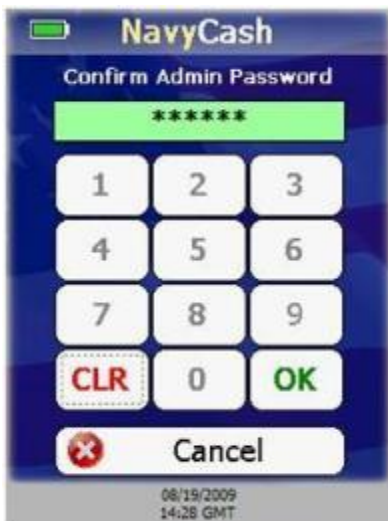 NavyCash
Confirm Admin Password
******
1 2 3
4 5 6
7 8 9
CLR 0 OK
Cancel
08/19/2009
14:28 GMT